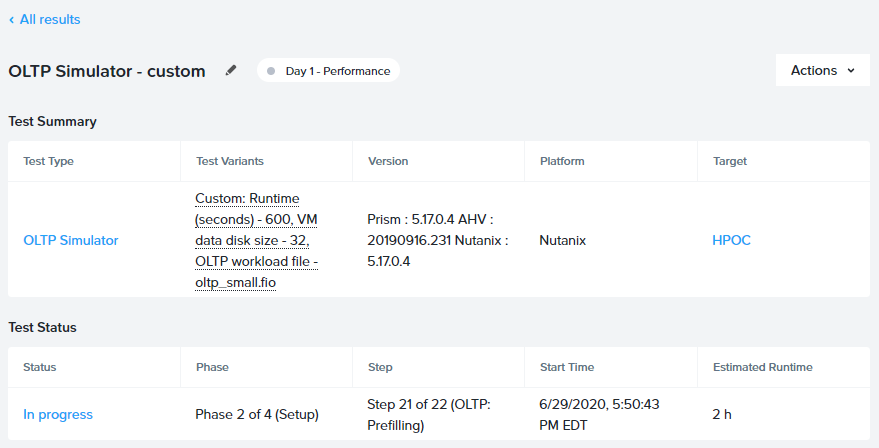 ‹ All results
OLTP Simulator - custom
Day 1 - Performance
Actions
Test Summary
Test Type
Test Variants
Version
Platform
Target
OLTP Simulator
Custom: Runtime
(seconds) - 600, VM
data disk size - 32,
OLTP workload file -
oltp_small.fio
Prism : 5.17.0.4 AHV :
20190916.231 Nutanix :
5.17.0.4
Nutanix
HPOC
Test Status
Status
Phase
Step
Start Time
Estimated Runtime
In progress
Phase 2 of 4 (Setup)
Step 21 of 22 (OLTP:
Prefilling)
6/29/2020, 5:50:43
PM EDT
2 h